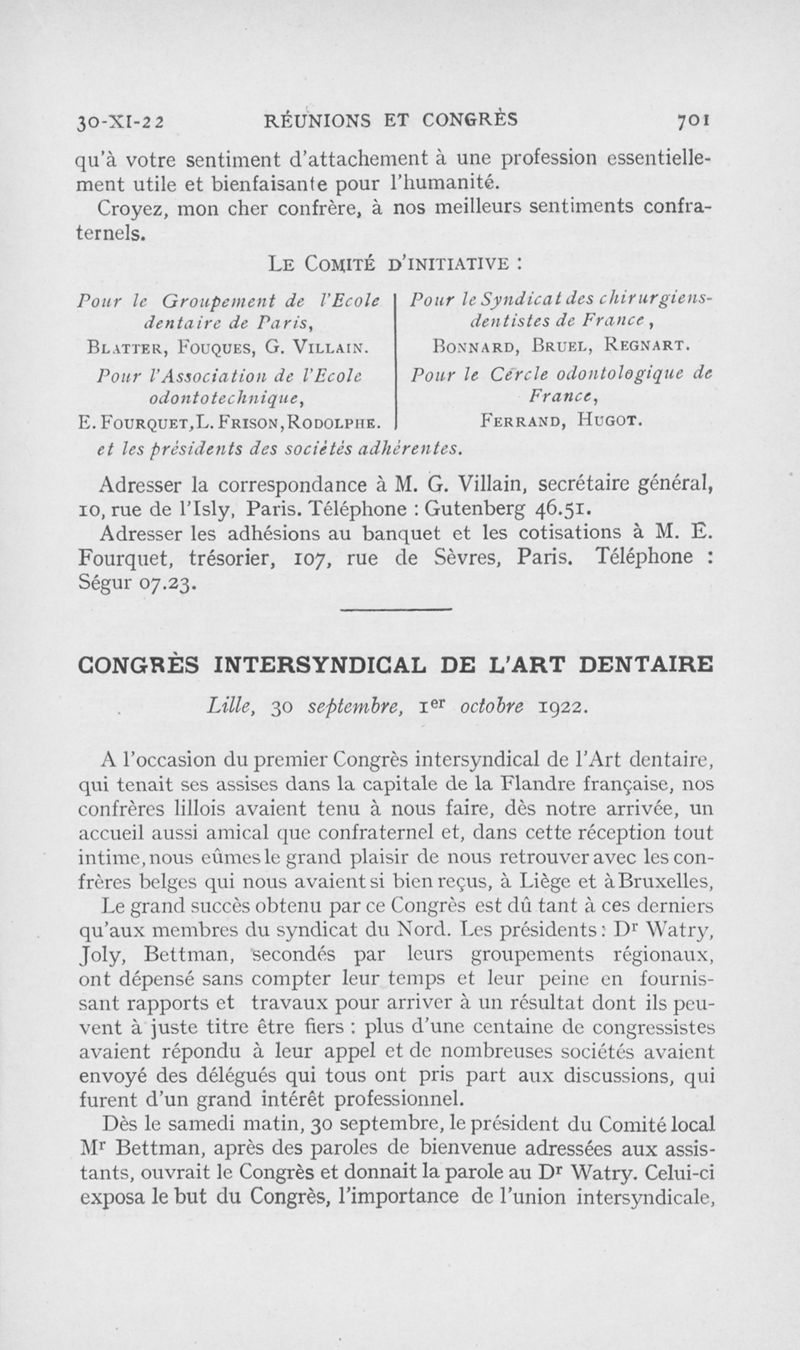 30-XI-22 RÉUNIONS ET CONGRÈS 701
qu'à votre sentiment d'attachement à une profession essentielle-
ment utile et bienfaisante pour l'humanité.
Croyez, mon cher confrère, à nos meilleurs sentiments confra-
ternels.
LE COMITÉ D'INITIATIVE :
Pour le Groupement de l'Ecole
dentaire de Paris,
BLATTER, FOUQUES, G. VILLAIN.
Pour l'Association de l'Ecole
odontotechnique,
E. FOURQUET, L. FRISON, RODOLPHE.
Pour le Syndicat des chirurgiens-
dentistes de France,
BONNARD, BRUEL, REGNART.
Pour le Cercle odontologique de
France,
FERRAND, HUGOT.
et les présidents des sociétés adhérentes.
Adresser la correspondance à M. G. Villain, secrétaire général,
10, rue de l'Isly, Paris. Téléphone : Gutenberg 46.51.
Adresser les adhésions au banquet et les cotisations à M. E.
Fourquet, trésorier, 107, rue de Sèvres, Paris. Téléphone :
Ségur 07.23.
CONGRÈS INTERSYNDICAL DE L'ART DENTAIRE
Lille, 30 septembre, 1er octobre 1922.
A l'occasion du premier Congrès intersyndical de l'Art dentaire,
qui tenait ses assises dans la capitale de la Flandre française, nos
confrères lillois avaient tenu à nous faire, dès notre arrivée, un
accueil aussi amical que confraternel et, dans cette réception tout
intime, nous eûmes le grand plaisir de nous retrouver avec les con-
frères belges qui nous avaient si bien reçus, à Liège et à Bruxelles,
Le grand succès obtenu par ce Congrès est dû tant à ces derniers
qu'aux membres du syndicat du Nord. Les présidents : Dr Watry,
Joly, Bettman, secondés par leurs groupements régionaux,
ont dépensé sans compter leur temps et leur peine en fournis-
sant rapports et travaux pour arriver à un résultat dont ils peu-
vent à juste titre être fiers : plus d'une centaine de congressistes
avaient répondu à leur appel et de nombreuses sociétés avaient
envoyé des délégués qui tous ont pris part aux discussions, qui
furent d'un grand intérêt professionnel.
Dès le samedi matin, 30 septembre, le président du Comité local
Mr Bettman, après des paroles de bienvenue adressées aux assis-
tants, ouvrait le Congrès et donnait la parole au Dr Watry. Celui-ci
exposa le but du Congrès, l'importance de l'union intersyndicale,